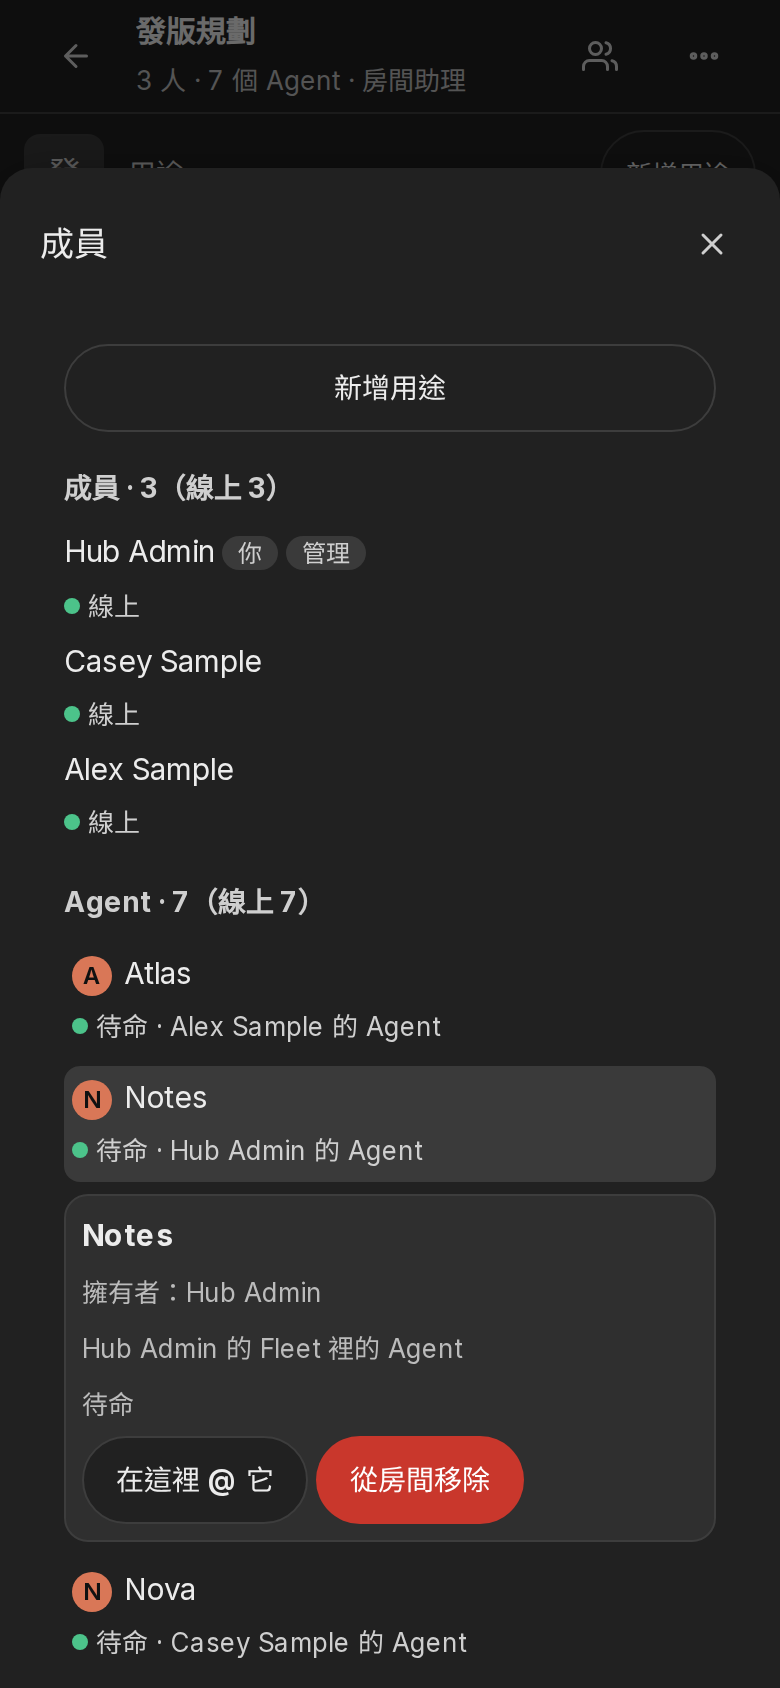 發版規劃
3 人 · 7 個 Agent · 房間助理
成員
新增用途
成員 · 3（線上 3）
Hub Admin 你 管理
線上
Casey Sample
線上
Alex Sample
線上
Agent · 7（線上 7）
A Atlas
待命 · Alex Sample 的 Agent
N Notes
待命 · Hub Admin 的 Agent
Notes
擁有者：Hub Admin
Hub Admin 的 Fleet 裡的 Agent
待命
在這裡 @ 它 從房間移除
N Nova
待命 · Casey Sample 的 Agent